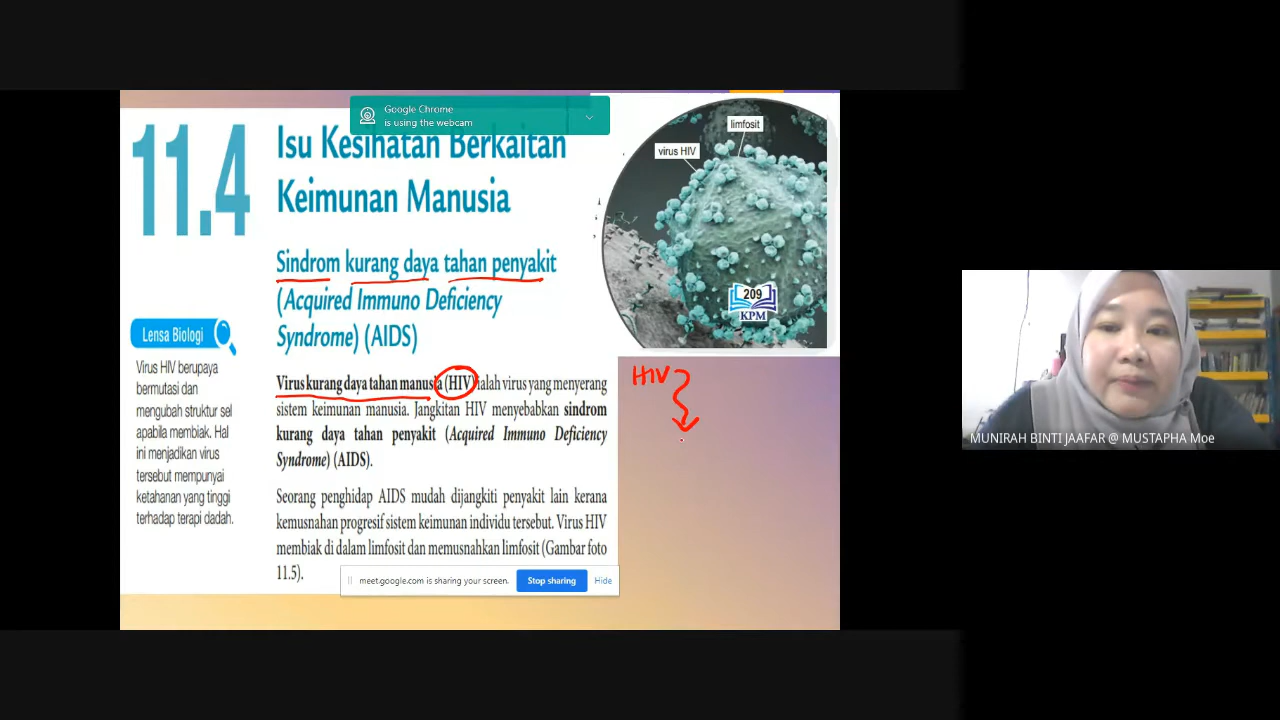 Google Chrome
is using the webcam
11.4
Isu Kesihatan Berkaitan
Keimunan Manusia
Sindrom kurang daya tahan penyakit
(Acquired Immuno Deficiency
Syndrome) (AIDS)
limfosit
virus HIV
209
KPM
Lensa Biologi
Virus HIV berupaya
bermutasi dan
mengubah struktur sel
apabila membiak. Hal
ini menjadikan virus
tersebut mempunyai
ketahanan yang tinggi
terhadap terapi dadah.
Virus kurang daya tahan manusia (HIV) ialah virus yang menyerang
sistem keimunan manusia. Jangkitan HIV menyebabkan sindrom
kurang daya tahan penyakit (Acquired Immuno Deficiency
Syndrome) (AIDS).
Seorang penghidap AIDS mudah dijangkiti penyakit lain kerana
kemusnahan progresif sistem keimunan individu tersebut. Virus HIV
membiak di dalam limfosit dan memusnahkan limfosit (Gambar foto
11.5).
HIV
meet.google.com is sharing your screen.
Stop sharing
Hide
MUNIRAH BINTI JAAFAR @ MUSTAPHA Moe